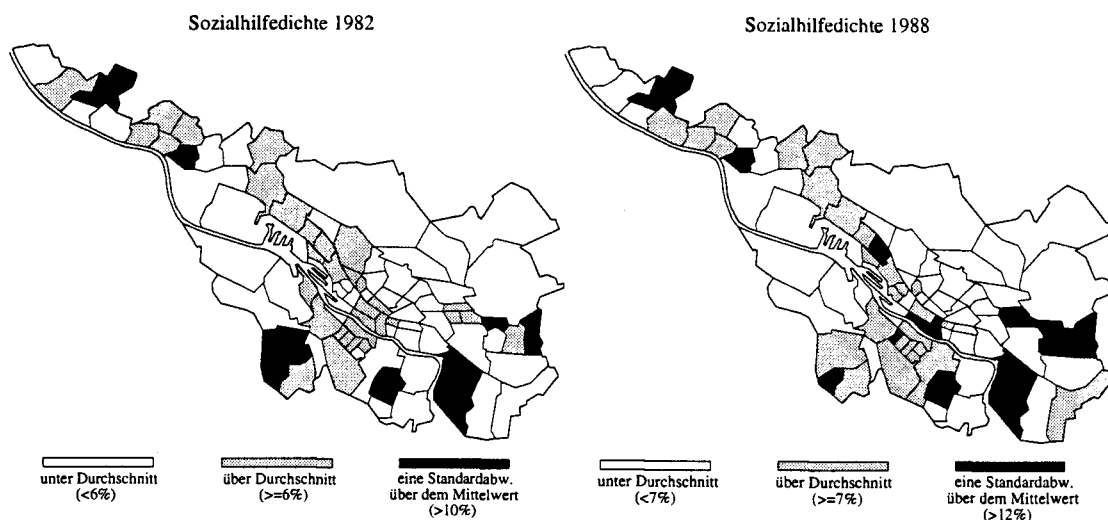 Sozialhilfedichte 1982
Sozialhilfedichte 1988
unter Durchschnitt
(<6%)
über Durchschnitt
(>=6%)
eine Standardabw.
über dem Mittelwert
(>10%)
unter Durchschnitt
(<7%)
über Durchschnitt
(>=7%)
eine Standardabw.
über dem Mittelwert
(>12%)